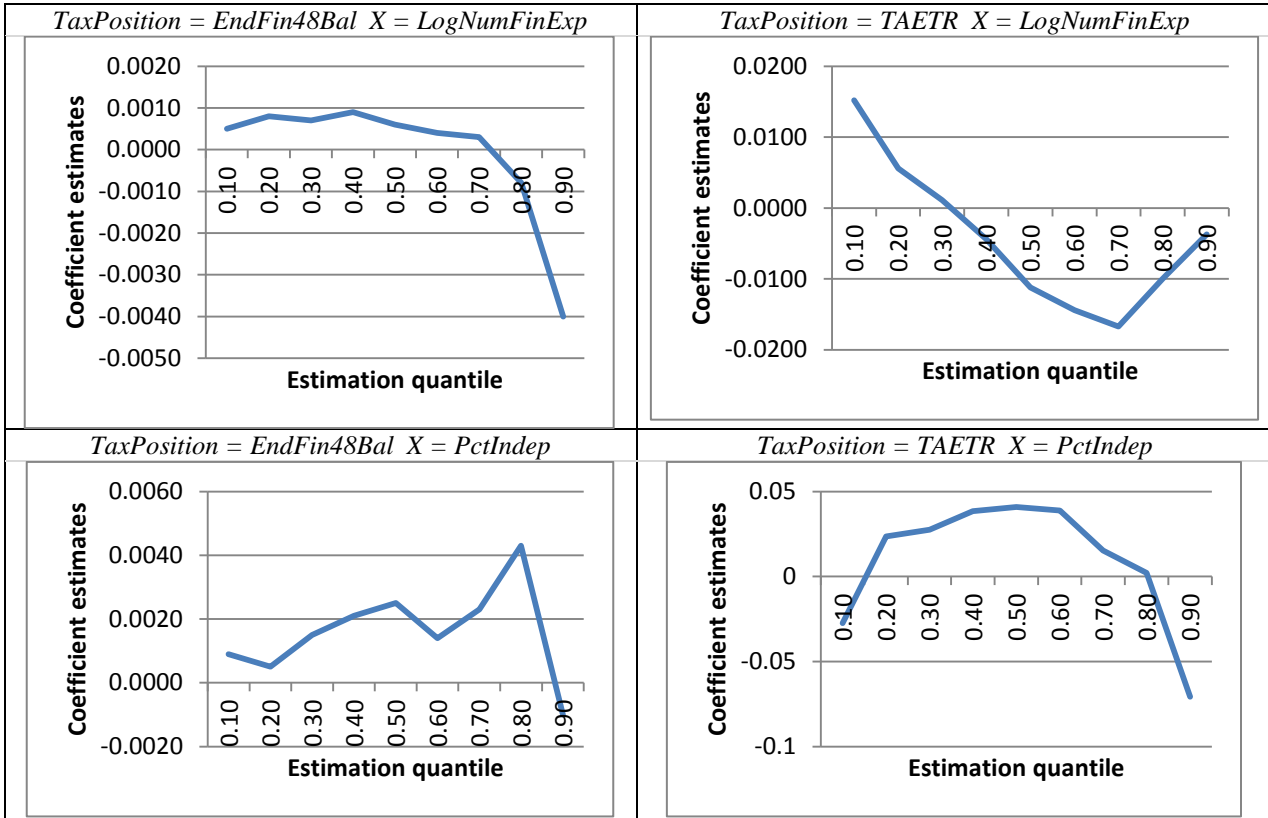 TaxPosition = EndFin48Bal X = LogNumFinExp
0.0020
0.0010
0.0000
-0.0010
-0.0020
-0.0030
-0.0040
-0.0050
Coefficient estimates
0.10 0.20 0.30 0.40 0.50 0.60 0.70 0.80 0.90
Estimation quantile
TaxPosition = TAETR X = LogNumFinExp
0.0200
0.0100
0.0000
-0.0100
-0.0200
Coefficient estimates
0.10 0.20 0.30 0.40 0.50 0.60 0.70 0.80 0.90
Estimation quantile
TaxPosition = EndFin48Bal X = PctIndep
0.0060
0.0040
0.0020
0.0000
-0.0020
Coefficient estimates
0.10 0.20 0.30 0.40 0.50 0.60 0.70 0.80 0.90
Estimation quantile
TaxPosition = TAETR X = PctIndep
0.05
0
-0.05
-0.1
Coefficient estimates
0.10 0.20 0.30 0.40 0.50 0.60 0.70 0.80 0.90
Estimation quantile